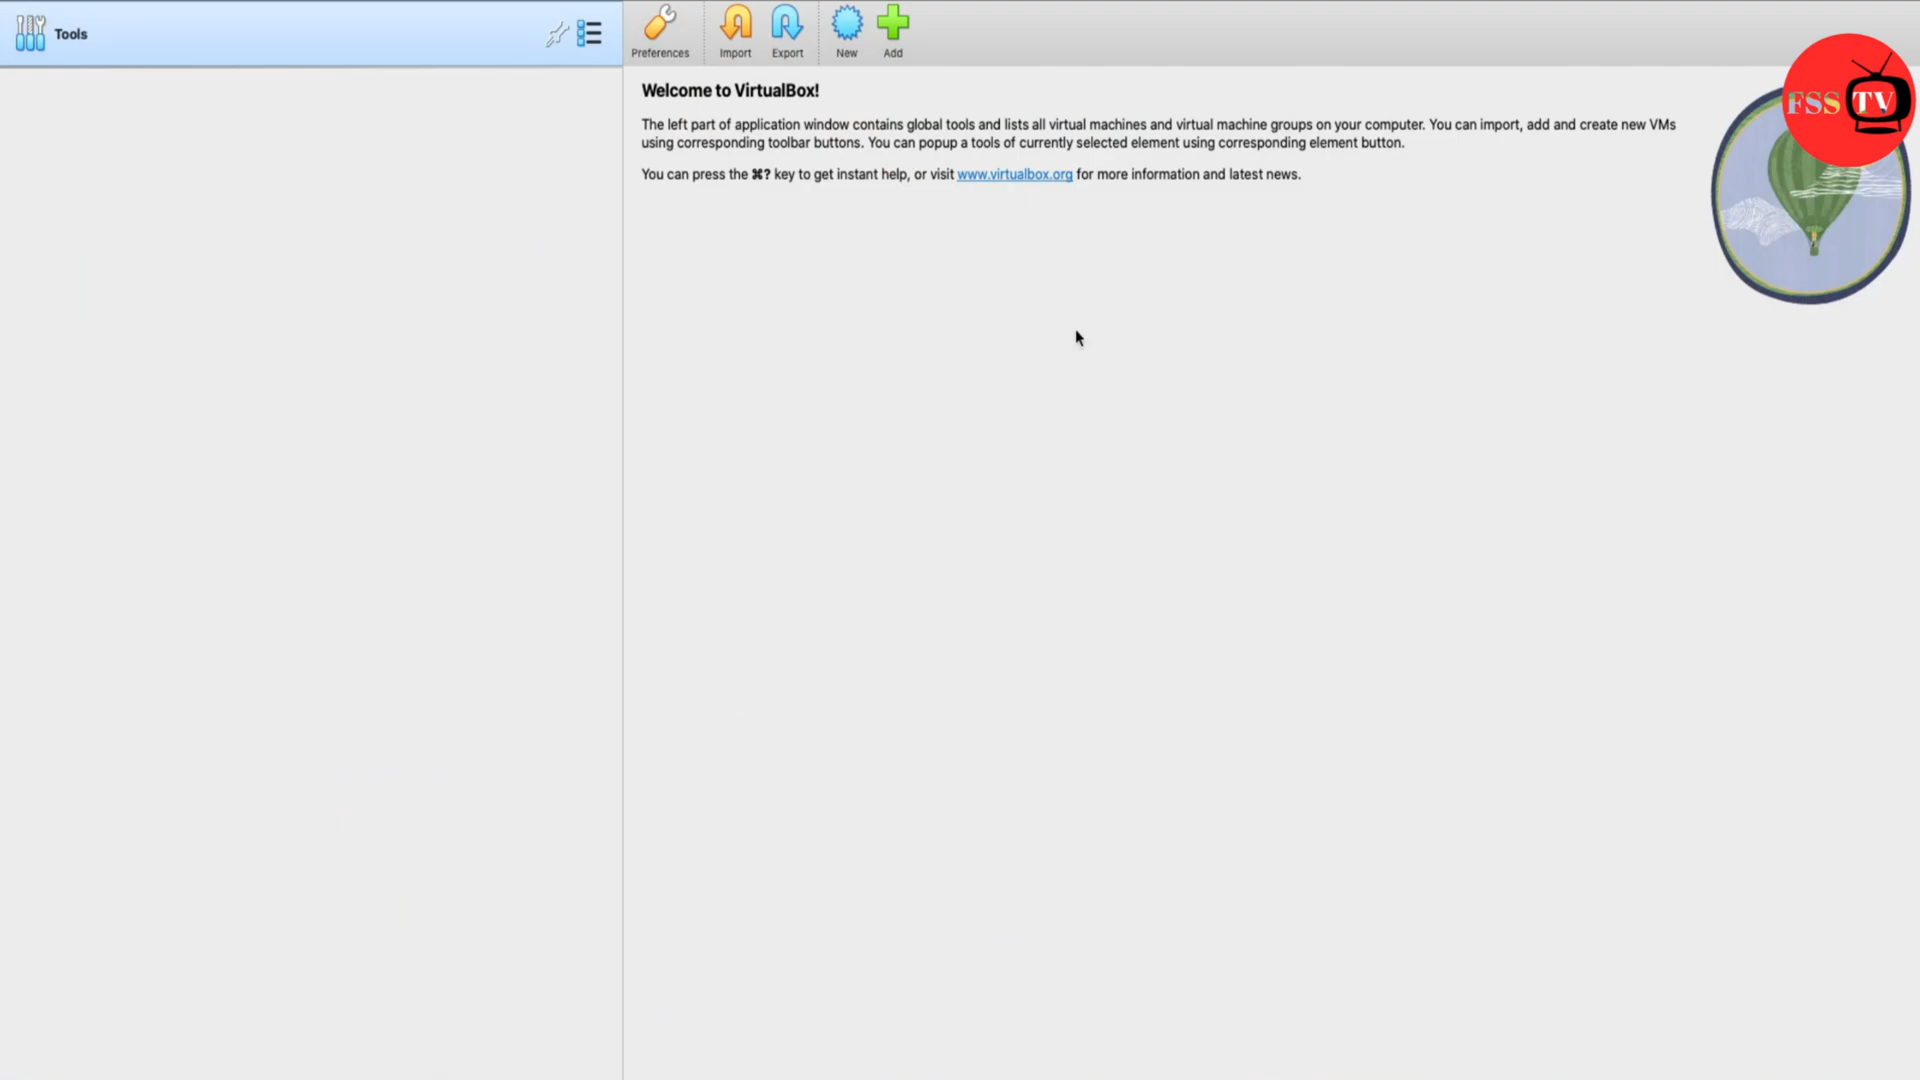 Tools
Preferences
Import
Export
New
Add
Welcome to VirtualBox!
The left part of application window contains global tools and lists all virtual machines and virtual machine groups on your computer. You can import, add and create new VMs
using corresponding toolbar buttons. You can popup a tools of currently selected element using corresponding element button.
You can press the ⌘? key to get instant help, or visit www.virtualbox.org for more information and latest news.
FSS TV